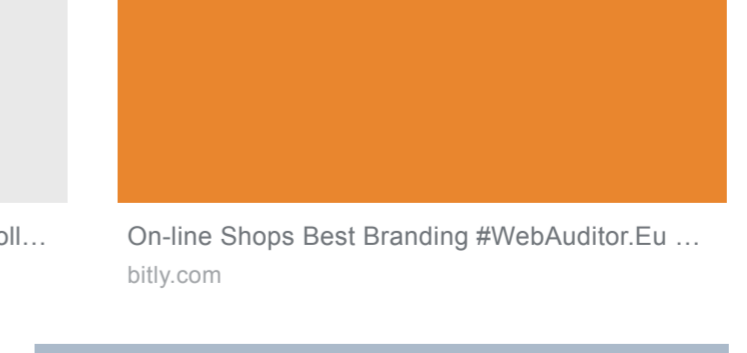 oll… On-line Shops Best Branding #WebAuditor.Eu …
bitly.com